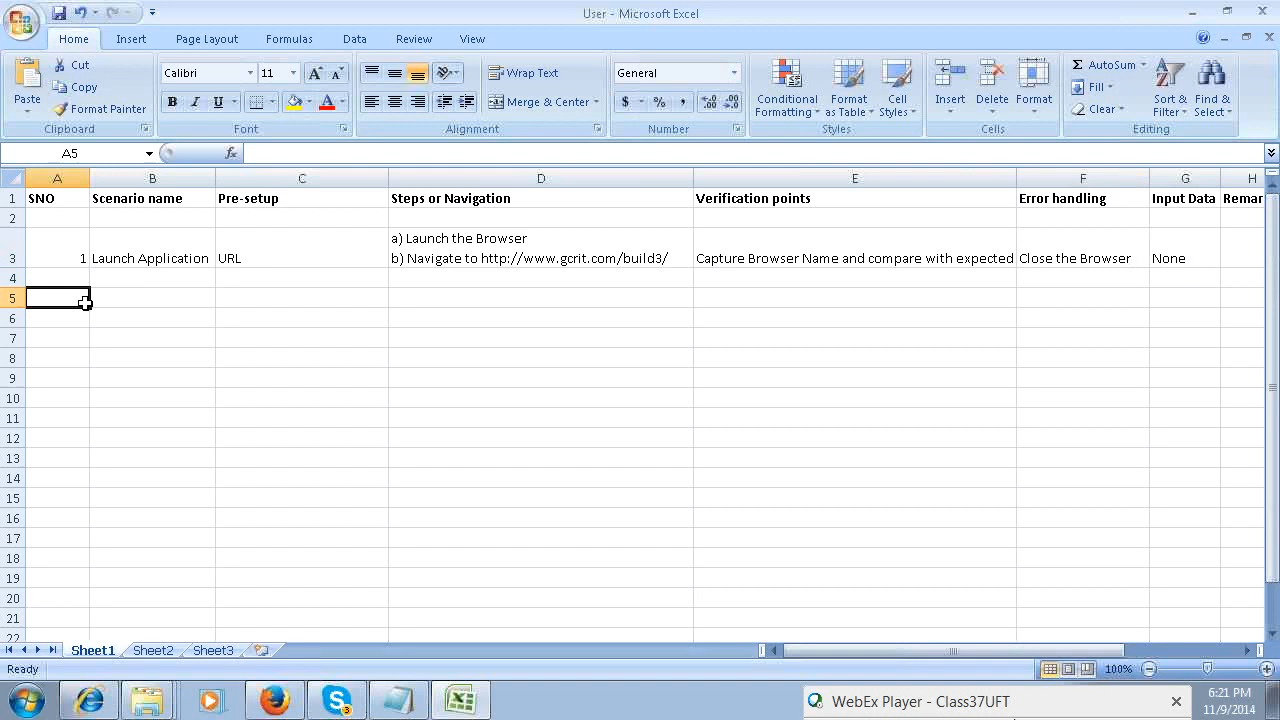 User - Microsoft Excel
Home Insert Page Layout Formulas Data Review View
Cut
Copy
Format Painter
Paste
Clipboard
Calibri 11
B I U
A
Font
Wrap Text
Merge & Center
Alignment
General
$ % ,
Number
Conditional Formatting
Format as Table
Cell Styles
Styles
Insert Delete Format
Cells
Σ AutoSum
Fill
Clear
Sort & Filter
Find & Select
Editing
A5 fx
A B C D E F G H
1 SNO Scenario name Pre-setup Steps or Navigation Verification points Error handling Input Data Remar
2
a) Launch the Browser
3 1 Launch Application URL b) Navigate to http://www.gcrit.com/build3/ Capture Browser Name and compare with expected Close the Browser None
4
5
6
7
8
9
10
11
12
13
14
15
16
17
18
19
20
21
22
Sheet1 Sheet2 Sheet3
Ready 100%
WebEx Player - Class37UFT
6:21 PM
11/9/2014